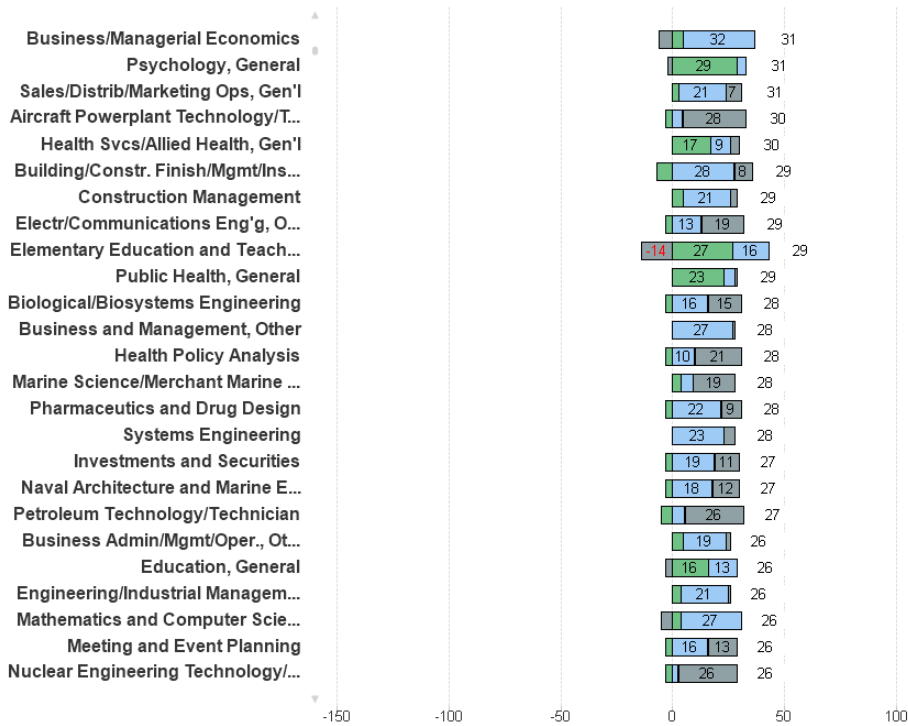 Business/Managerial Economics 32 31
Psychology, General 29 31
Sales/Distrib/Marketing Ops, Gen'l 21 7 31
Aircraft Powerplant Technology/T... 28 30
Health Svcs/Allied Health, Gen'l 17 9 30
Building/Constr. Finish/Mgmt/Ins... 28 8 29
Construction Management 21 29
Electr/Communications Eng'g, O... 13 19 29
Elementary Education and Teach... -14 27 16 29
Public Health, General 23 29
Biological/Biosystems Engineering 16 15 28
Business and Management, Other 27 28
Health Policy Analysis 10 21 28
Marine Science/Merchant Marine ... 19 28
Pharmaceutics and Drug Design 22 9 28
Systems Engineering 23 28
Investments and Securities 19 11 27
Naval Architecture and Marine E... 18 12 27
Petroleum Technology/Technician 26 27
Business Admin/Mgmt/Oper., Ot... 19 26
Education, General 16 13 26
Engineering/Industrial Managem... 21 26
Mathematics and Computer Scie... 27 26
Meeting and Event Planning 16 13 26
Nuclear Engineering Technology/... 26 26
-150 -100 -50 0 50 100